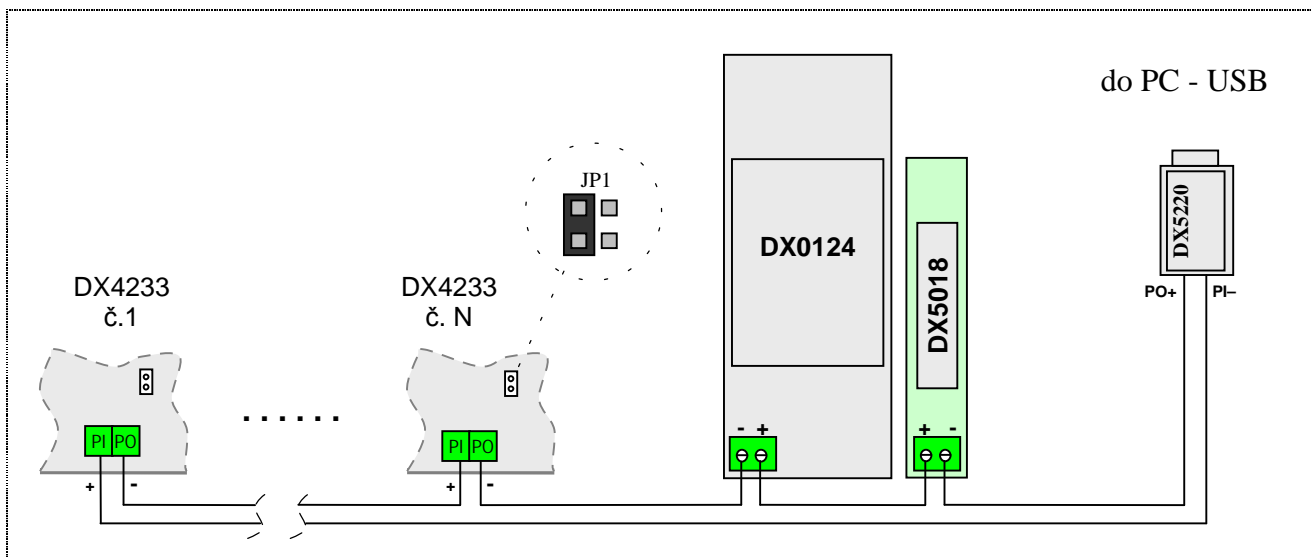 do PC - USB
JP1
DX0124
DX5018
DX5220
DX4233
č.1
DX4233
č. N
PO+
PI–
. . . . . .
PI PO
PI PO
- +
+ -
+ -
+ -